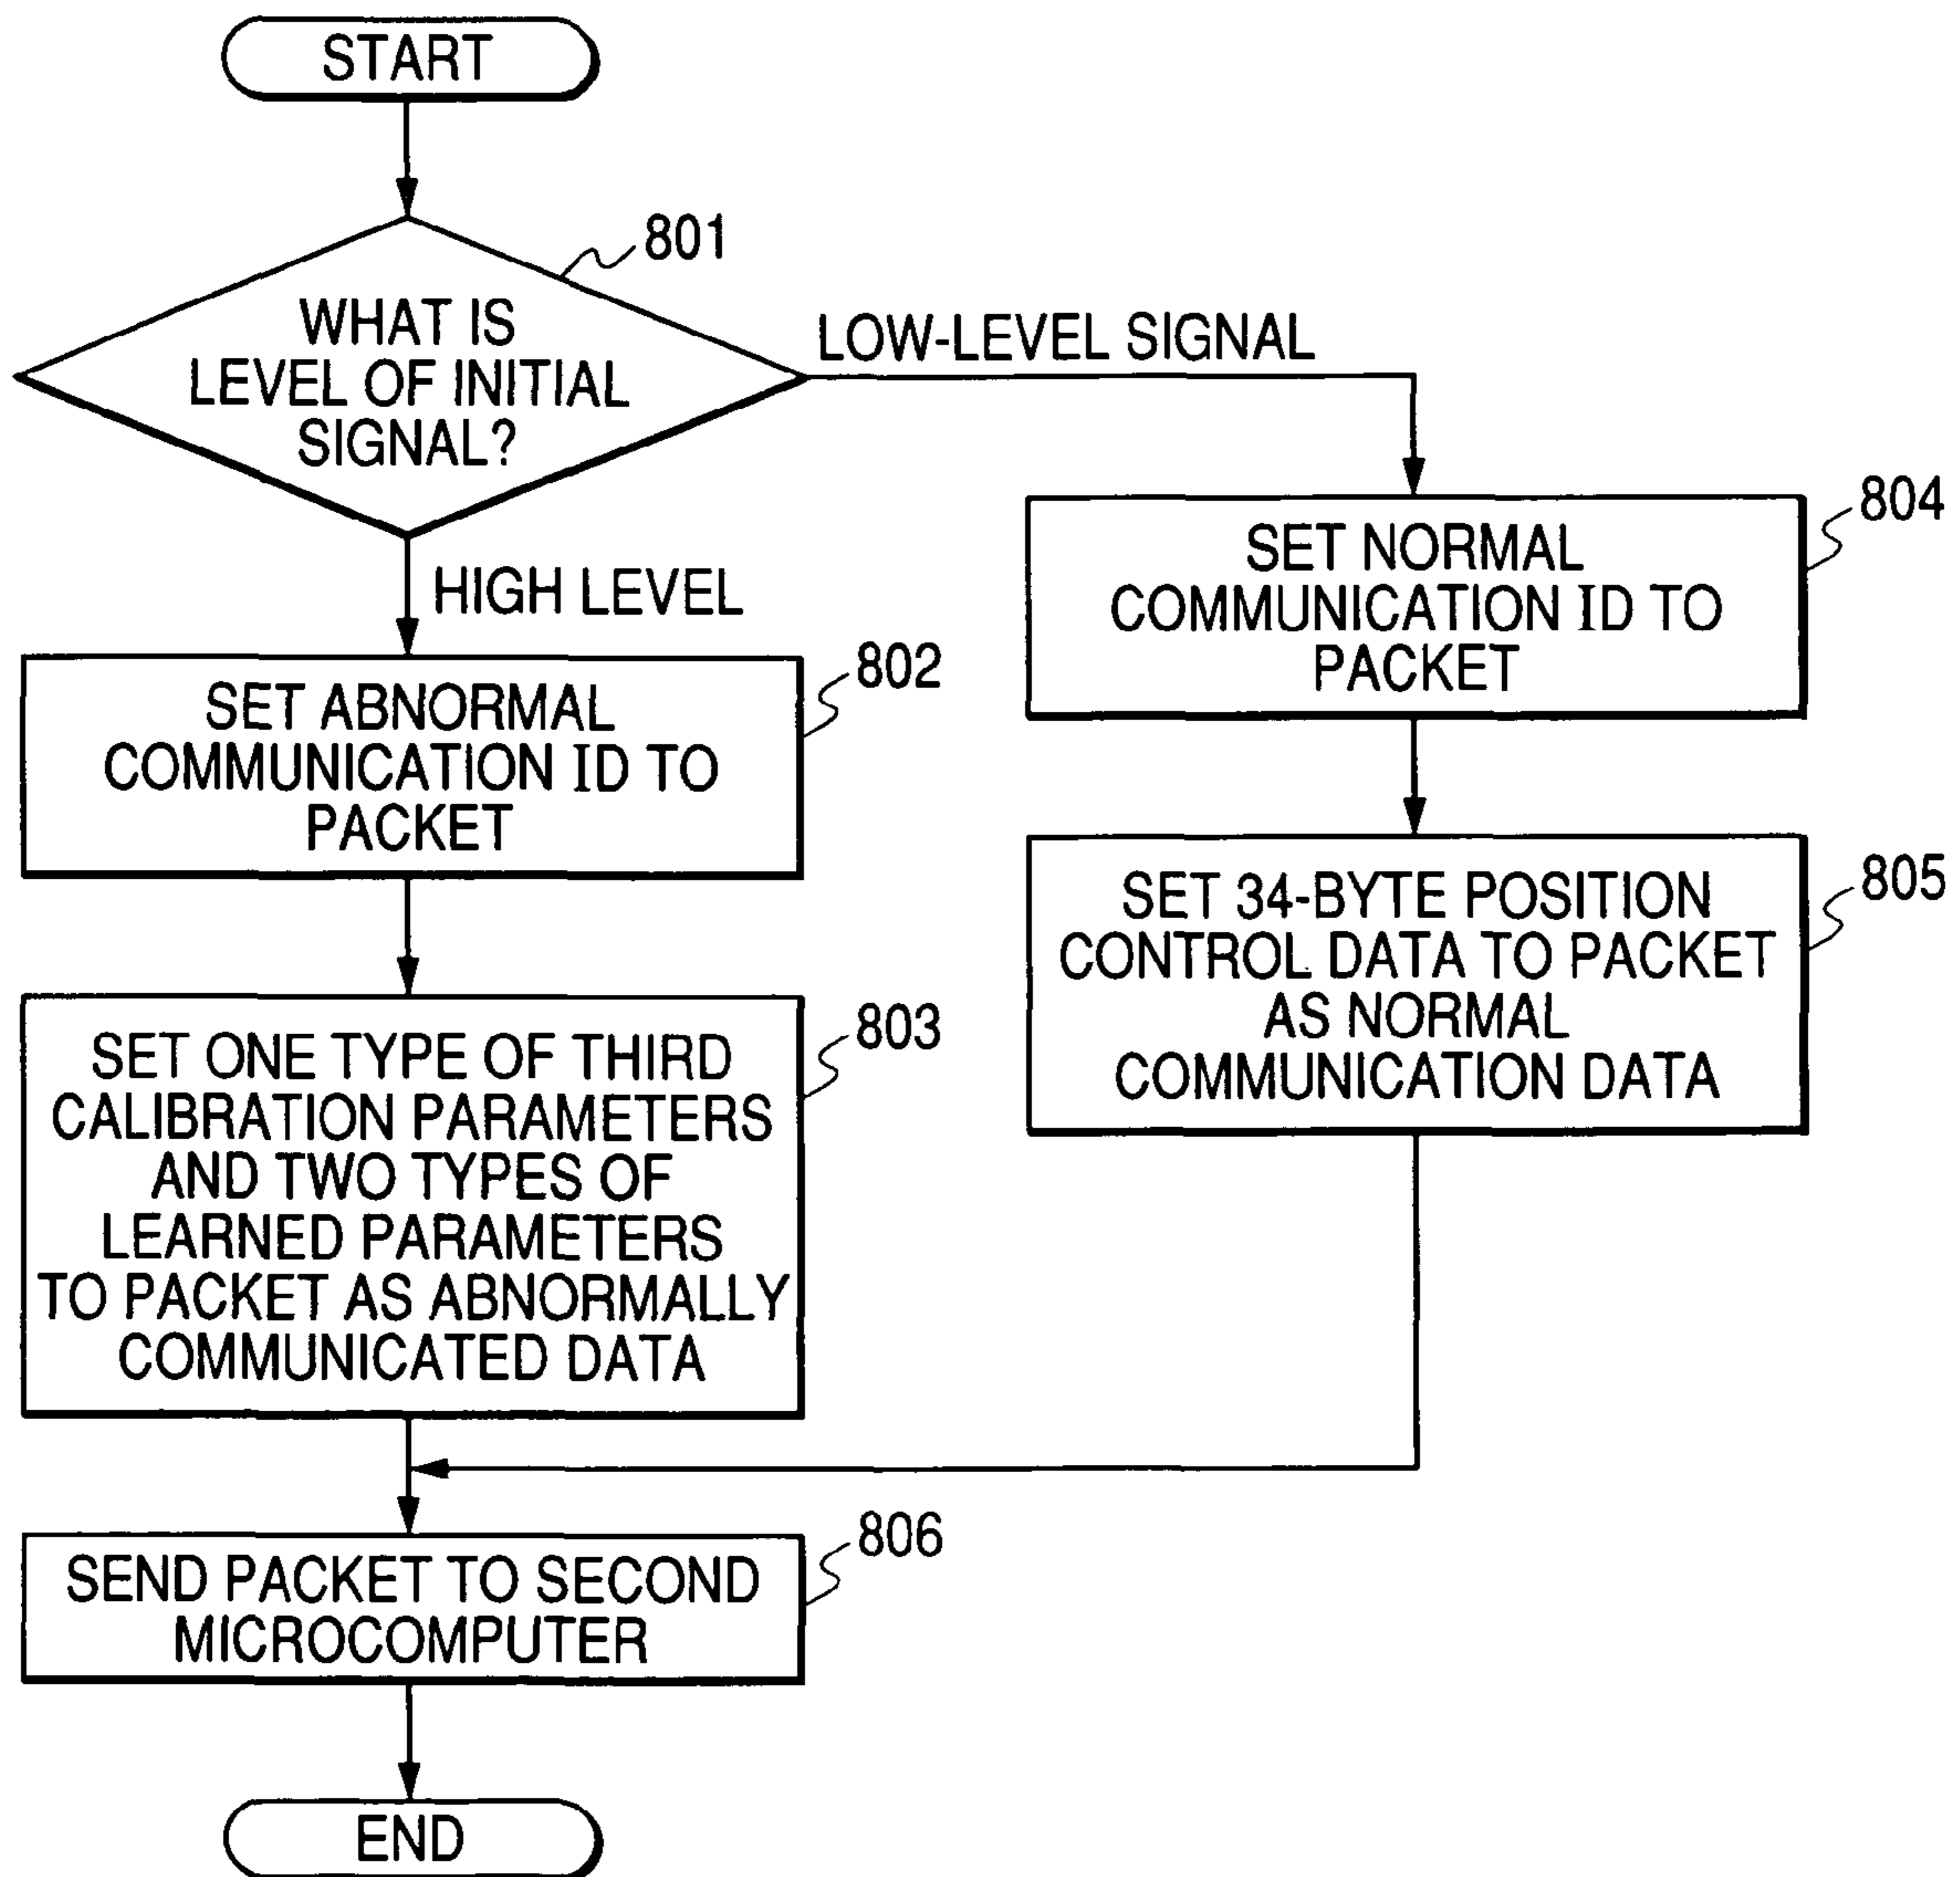 START
801
WHAT IS
LEVEL OF INITIAL
SIGNAL?
LOW-LEVEL SIGNAL
HIGH LEVEL
802
SET ABNORMAL
COMMUNICATION ID TO
PACKET
803
SET ONE TYPE OF THIRD
CALIBRATION PARAMETERS
AND TWO TYPES OF
LEARNED PARAMETERS
TO PACKET AS ABNORMALLY
COMMUNICATED DATA
804
SET NORMAL
COMMUNICATION ID TO
PACKET
805
SET 34-BYTE POSITION
CONTROL DATA TO PACKET
AS NORMAL
COMMUNICATION DATA
806
SEND PACKET TO SECOND
MICROCOMPUTER
END